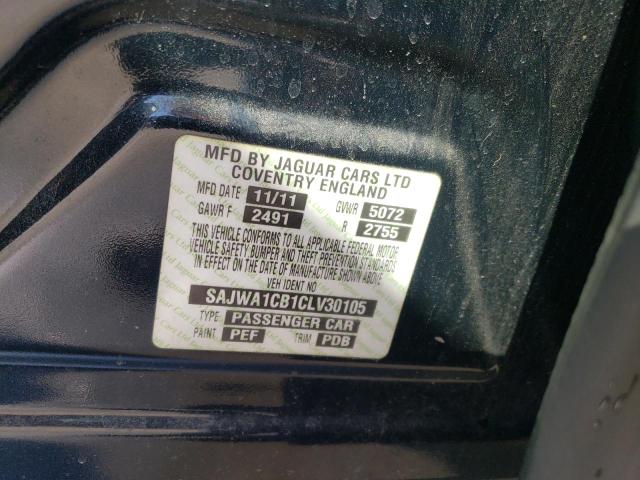 MFD BY JAGUAR CARS LTD
COVENTRY ENGLAND
MFD DATE 11/11 GVWR 5072
GAWR F 2491 R 2755
THIS VEHICLE CONFORMS TO ALL APPLICABLE FEDERAL MOTOR
VEHICLE SAFETY, BUMPER AND THEFT PREVENTION STANDARDS
IN EFFECT ON THE DATE OF MANUFACTURE SHOWN ABOVE
VEH IDENT NO
SAJWA1CB1CLV30105
TYPE PASSENGER CAR
PAINT PEF TRIM PDB